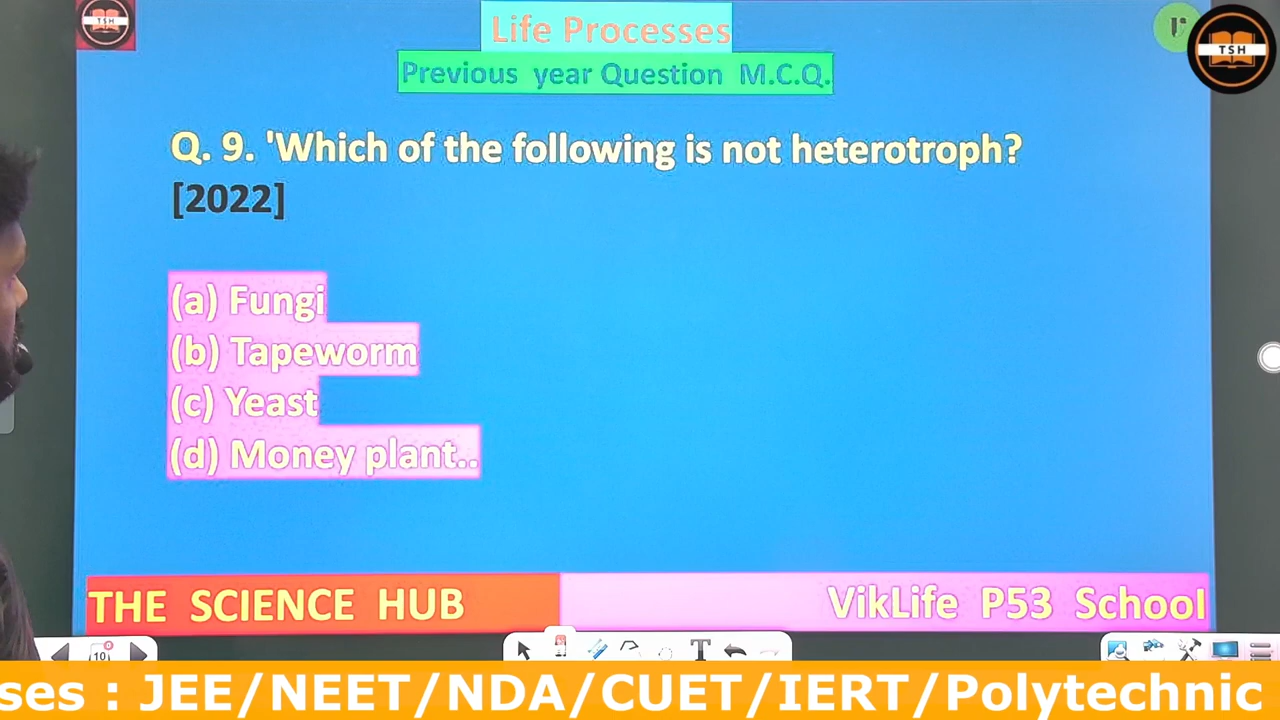 TSH
Life Processes
Previous year Question M.C.Q.
TSH
Q. 9. 'Which of the following is not heterotroph?
[2022]
(a) Fungi
(b) Tapeworm
(c) Yeast
(d) Money plant..
THE SCIENCE HUB
VikLife P53 School
10
T
ses : JEE/NEET/NDA/CUET/IERT/Polytechnic